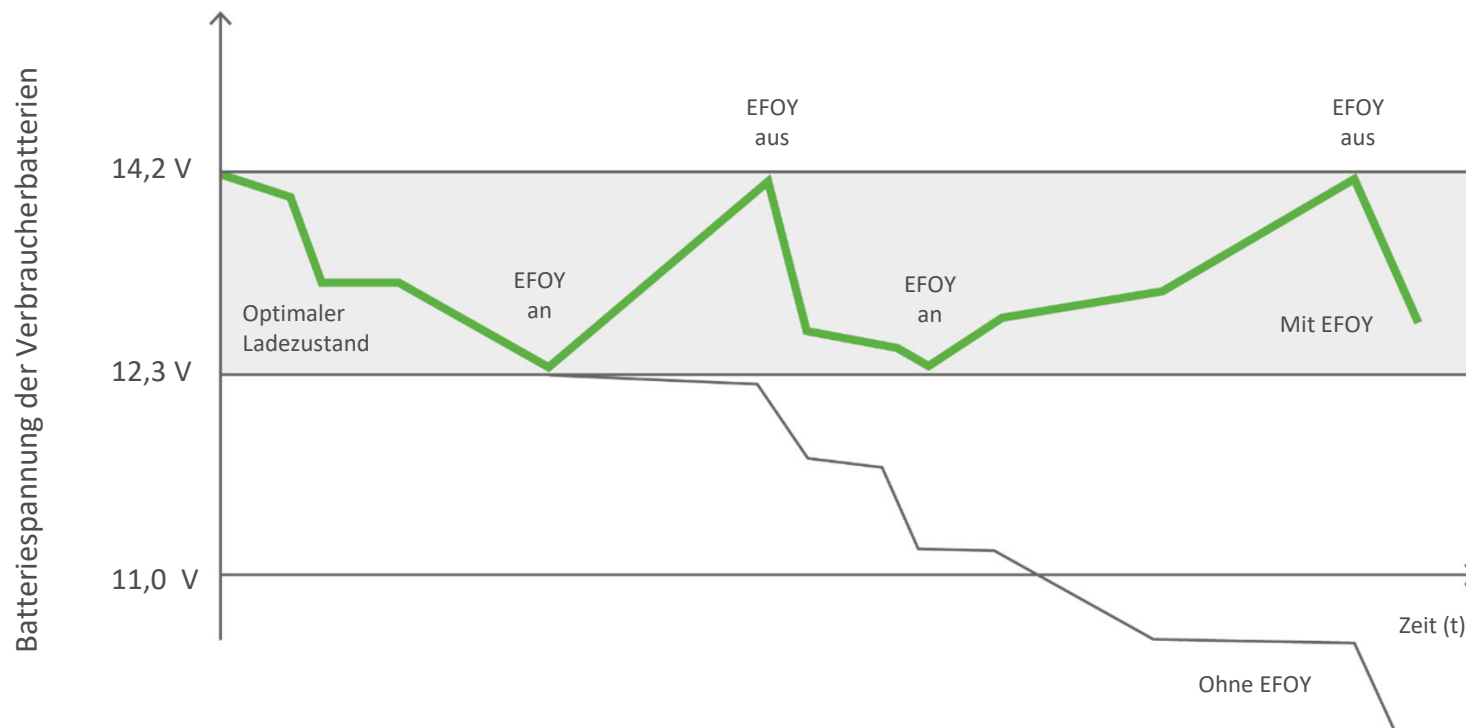 Batteriespannung der Verbraucherbatterien
EFOY
aus
EFOY
aus
14,2 V
EFOY
an
EFOY
an
Optimaler
Ladezustand
Mit EFOY
12,3 V
11,0 V
Zeit (t)
Ohne EFOY